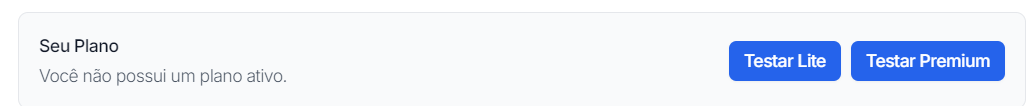 Seu Plano
Você não possui um plano ativo.
Testar Lite
Testar Premium